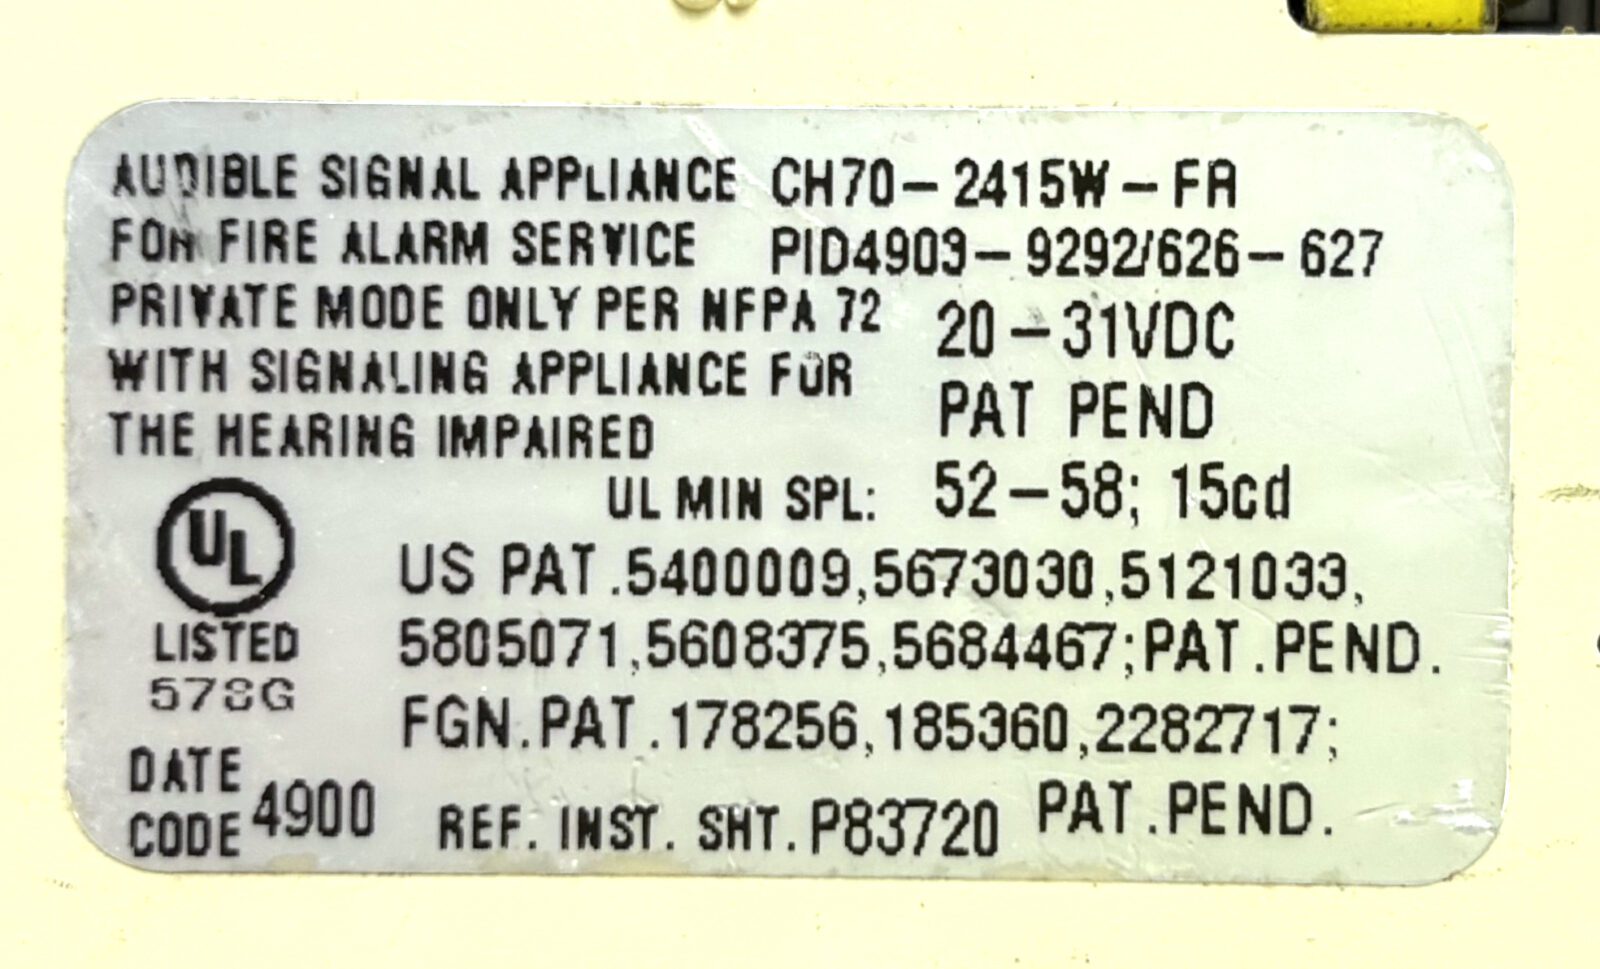 AUDIBLE SIGNAL APPLIANCE CH70-2415W-FR
FOR FIRE ALARM SERVICE PID4903-9292/626-627
PRIVATE MODE ONLY PER NFPA 72 20-31VDC
WITH SIGNALING APPLIANCE FOR PAT PEND
THE HEARING IMPAIRED
UL MIN SPL: 52-58; 15cd
UL
LISTED
578G
US PAT.5400009,5673030,5121033,
5805071,5608375,5684467;PAT.PEND.
FGN.PAT.178256,185360,2282717;
PAT.PEND.
DATE
CODE 4900
REF. INST. SHT. P83720